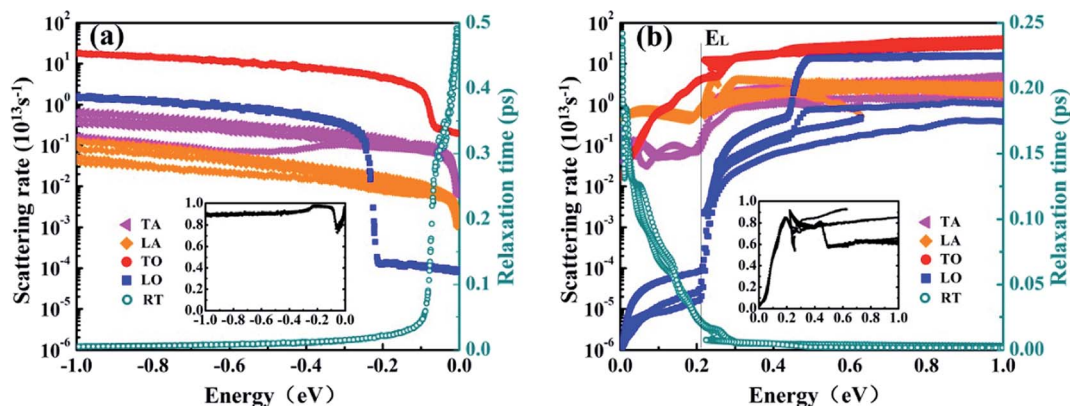 (a)
Scattering rate (10¹³s⁻¹)
10²
10¹
10⁰
10⁻¹
10⁻²
10⁻³
10⁻⁴
10⁻⁵
10⁻⁶
TA
LA
TO
LO
RT
1.0
0.8
0.6
0.4
0.2
0.0
-1.0 -0.8 -0.6 -0.4 -0.2 0.0
0.5
0.4
0.3
0.2
0.1
0.0
Relaxation time (ps)
-1.0 -0.8 -0.6 -0.4 -0.2 0.0
Energy（eV）
(b)
E_L
Scattering rate (10¹³s⁻¹)
10²
10¹
10⁰
10⁻¹
10⁻²
10⁻³
10⁻⁴
10⁻⁵
10⁻⁶
TA
LA
TO
LO
RT
1.0
0.8
0.6
0.4
0.2
0.0
0.0 0.2 0.4 0.6 0.8 1.0
0.25
0.20
0.15
0.10
0.05
0.00
Relaxation time (ps)
0.0 0.2 0.4 0.6 0.8 1.0
Energy（eV）